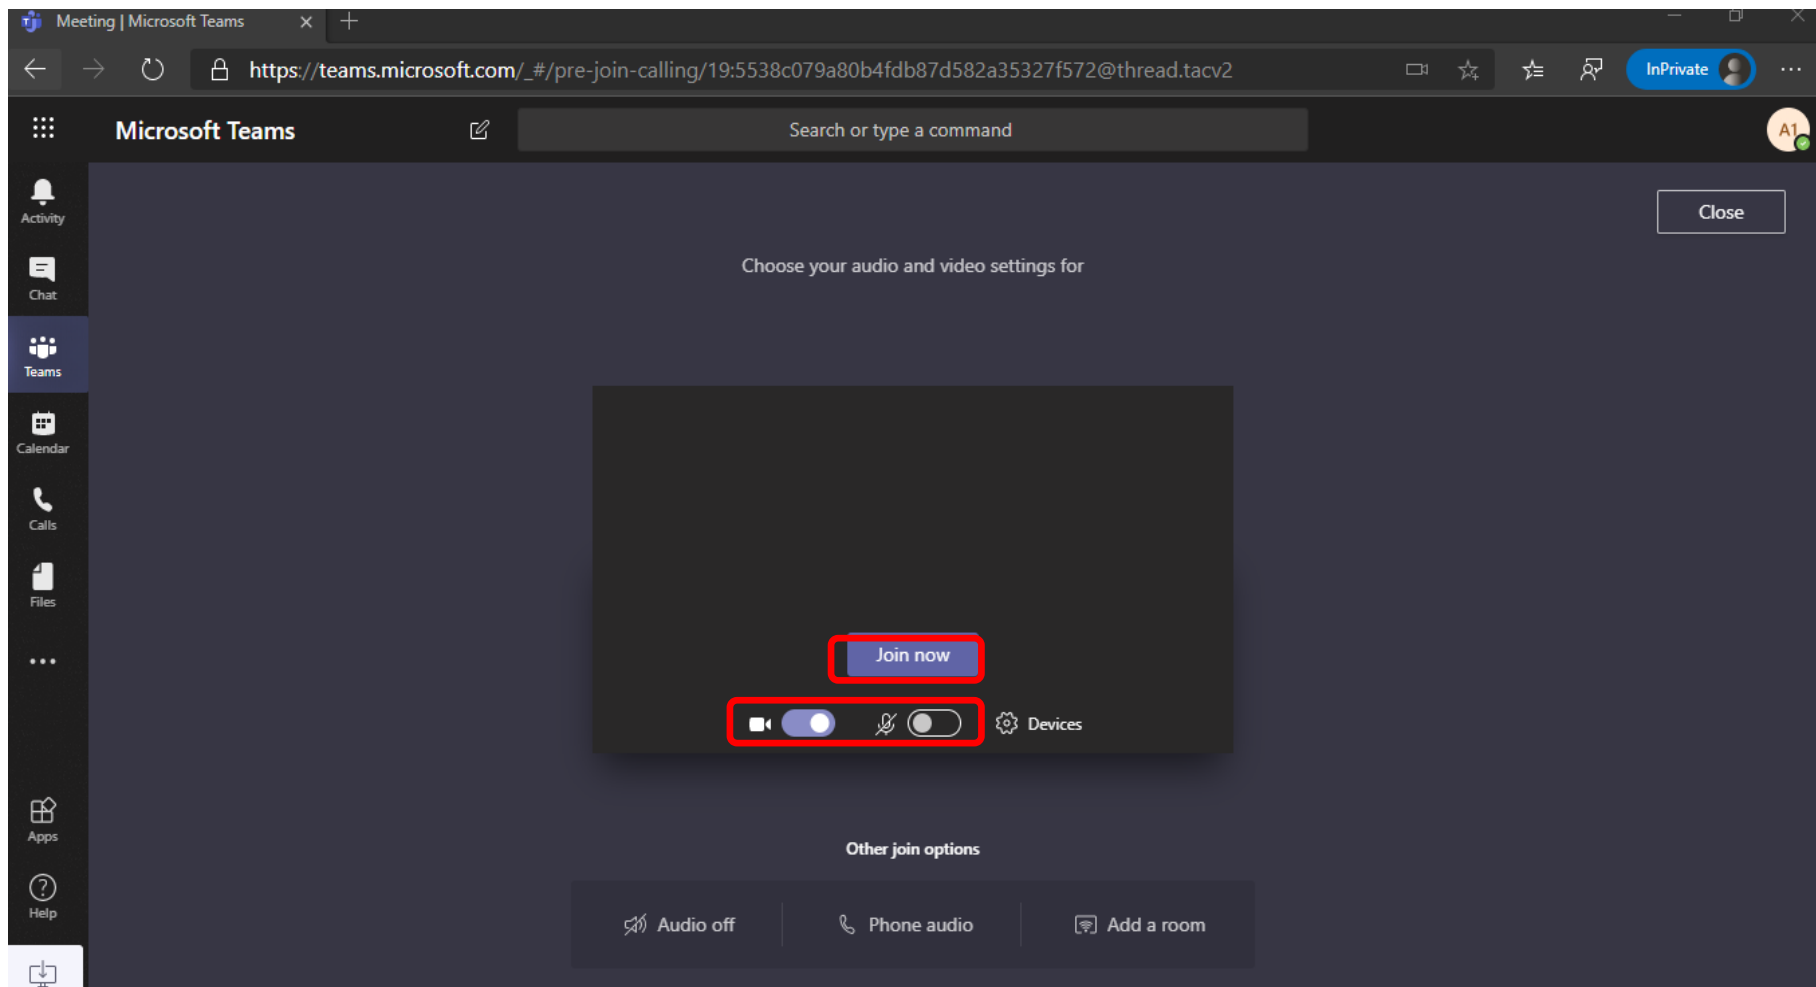 Meeting | Microsoft Teams
https://teams.microsoft.com/_#/pre-join-calling/19:5538c079a80b4fdb87d582a35327f572@thread.tacv2
InPrivate
Microsoft Teams
Search or type a command
A1
Activity
Close
Choose your audio and video settings for
Chat
Teams
Calendar
Calls
Files
Join now
Devices
Apps
Other join options
Help
Audio off
Phone audio
Add a room